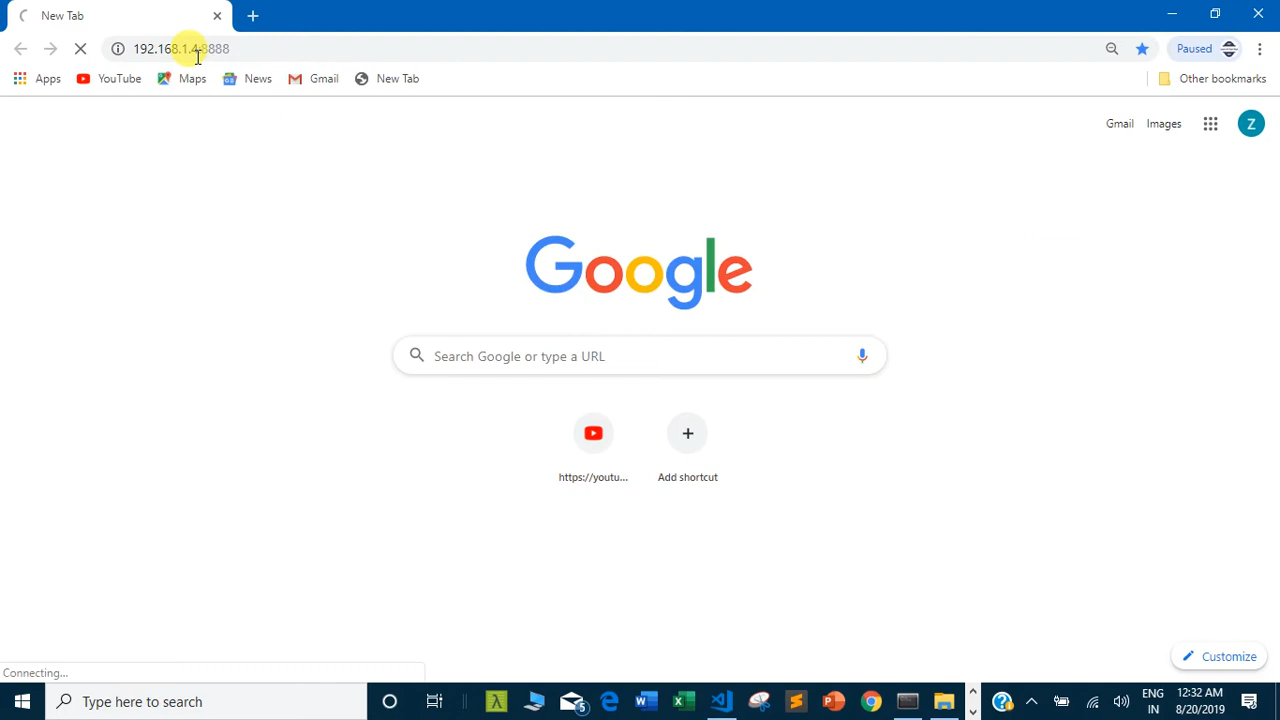 New Tab
192.168.1.4:8888
Paused
Apps
YouTube
Maps
News
Gmail
New Tab
Other bookmarks
Gmail
Images
Z
Google
Search Google or type a URL
https://youtu...
Add shortcut
Customize
Connecting...
Type here to search
5
ENG
IN
12:32 AM
8/20/2019